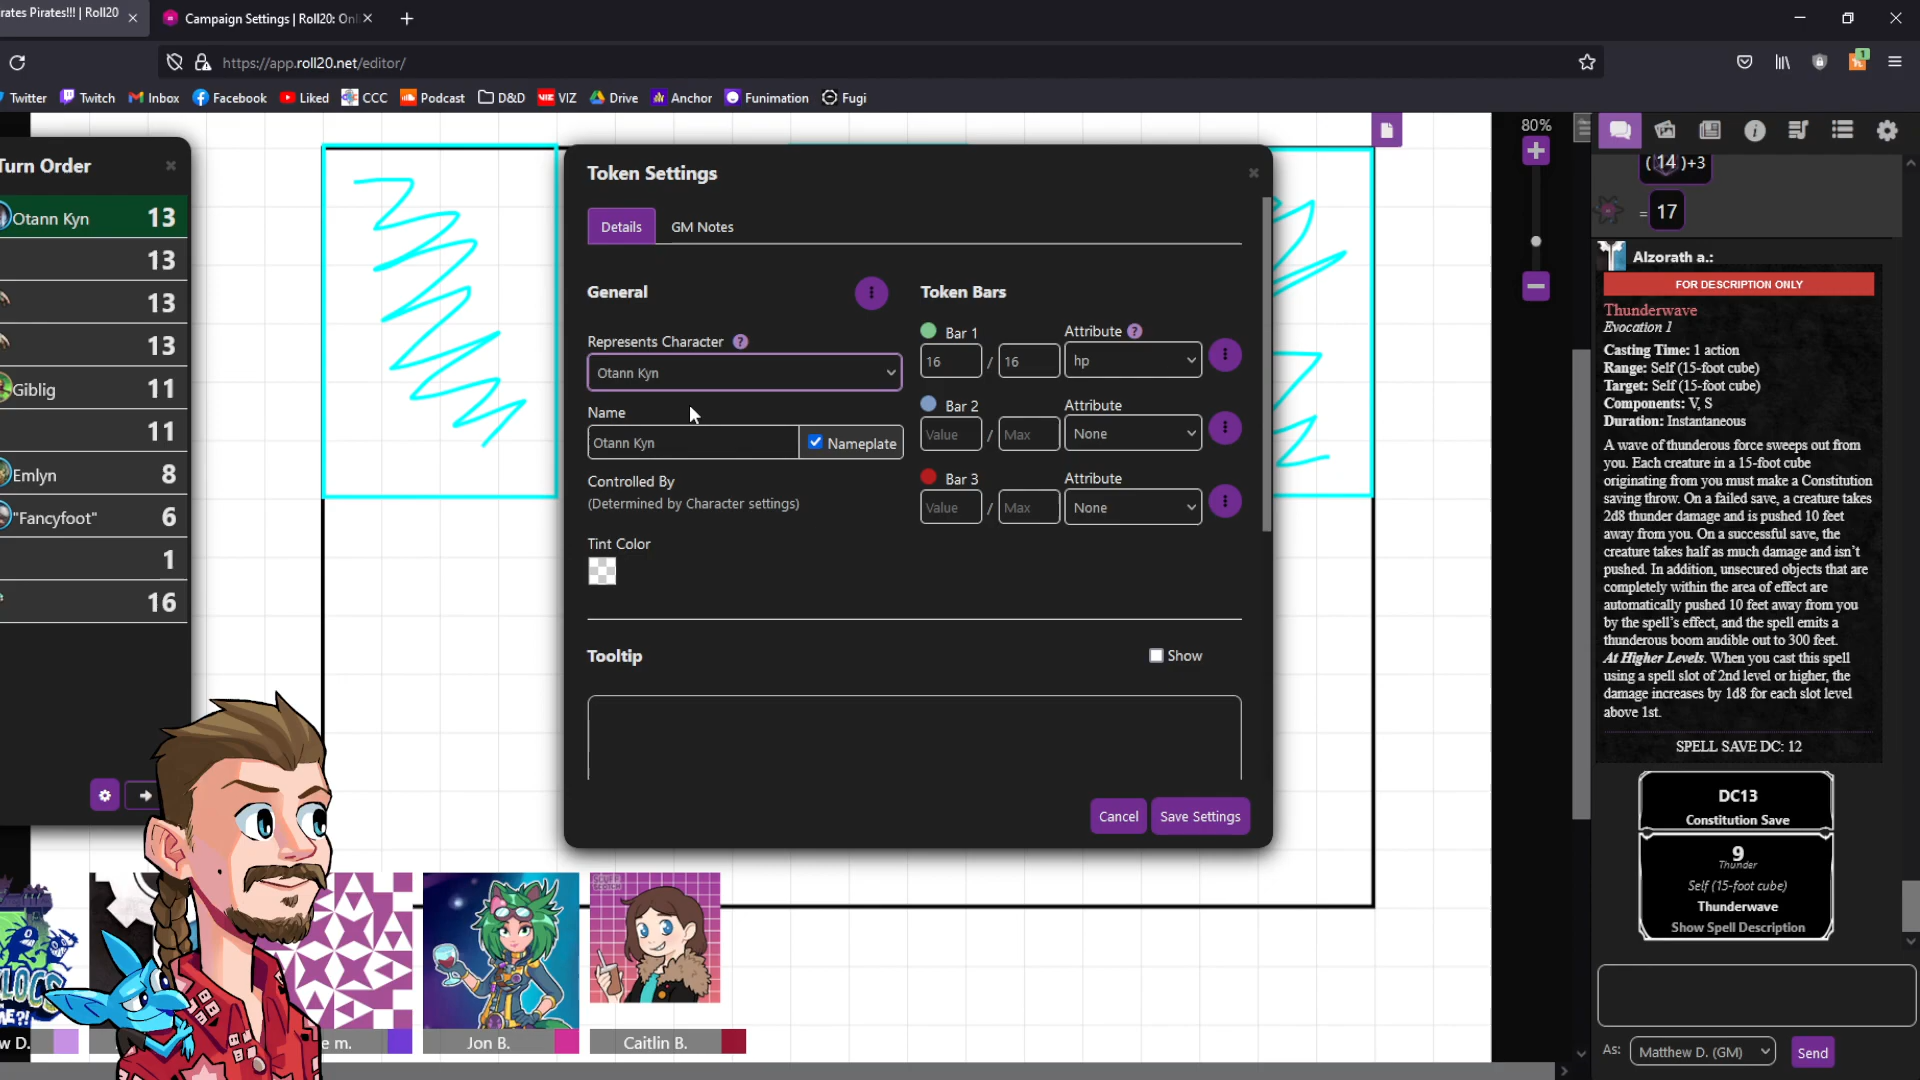 rates Pirates!!! | Roll20
Campaign Settings | Roll20: Onl
https://app.roll20.net/editor/
Twitter
Twitch
Inbox
Facebook
Liked
CCC
Podcast
D&D
VIZ
Drive
Anchor
Funimation
Fugi
Turn Order
Otann Kyn 13
13
13
13
Giblig 11
11
Emlyn 8
"Fancyfoot" 6
1
16
Token Settings
Details
GM Notes
General
Represents Character ?
Otann Kyn
Name
Otann Kyn
Nameplate
Controlled By
(Determined by Character settings)
Tint Color
Token Bars
Bar 1
Attribute ?
16 / 16
hp
Bar 2
Attribute
Value / Max
None
Bar 3
Attribute
Value / Max
None
Tooltip
Show
Cancel
Save Settings
80%
(14)+3
= 17
Alzorath a.:
FOR DESCRIPTION ONLY
Thunderwave
Evocation 1
Casting Time: 1 action
Range: Self (15-foot cube)
Target: Self (15-foot cube)
Components: V, S
Duration: Instantaneous
A wave of thunderous force sweeps out from
you. Each creature in a 15-foot cube
originating from you must make a Constitution
saving throw. On a failed save, a creature takes
2d8 thunder damage and is pushed 10 feet
away from you. On a successful save, the
creature takes half as much damage and isn't
pushed. In addition, unsecured objects that are
completely within the area of effect are
automatically pushed 10 feet away from you
by the spell's effect, and the spell emits a
thunderous boom audible out to 300 feet.
At Higher Levels. When you cast this spell
using a spell slot of 2nd level or higher, the
damage increases by 1d8 for each slot level
above 1st.
SPELL SAVE DC: 12
DC13
Constitution Save
9
Thunder
Self (15-foot cube)
Thunderwave
Show Spell Description
As:
Matthew D. (GM)
Send
LOCS
ME?!
w D.
e m.
Jon B.
Caitlin B.